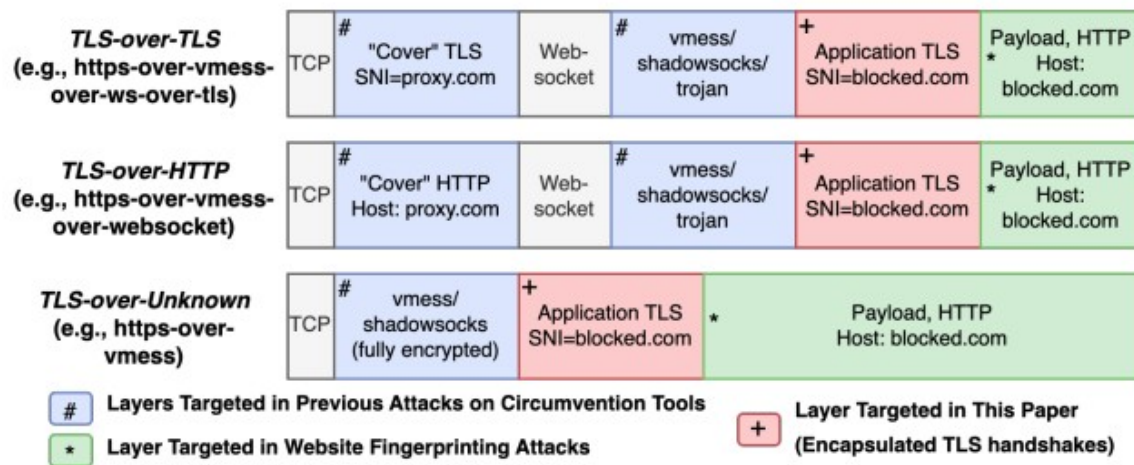 TLS-over-TLS
(e.g., https-over-vmess-
over-ws-over-tls)
TCP
#
"Cover" TLS
SNI=proxy.com
Web-
socket
#
vmess/
shadowsocks/
trojan
+
Application TLS
SNI=blocked.com
Payload, HTTP
* Host:
blocked.com
TLS-over-HTTP
(e.g., https-over-vmess-
over-websocket)
TCP
#
"Cover" HTTP
Host: proxy.com
Web-
socket
#
vmess/
shadowsocks/
trojan
+
Application TLS
SNI=blocked.com
Payload, HTTP
* Host:
blocked.com
TLS-over-Unknown
(e.g., https-over-
vmess)
TCP
#
vmess/
shadowsocks
(fully encrypted)
+
Application TLS
SNI=blocked.com
*
Payload, HTTP
Host: blocked.com
# Layers Targeted in Previous Attacks on Circumvention Tools
* Layer Targeted in Website Fingerprinting Attacks
+ Layer Targeted in This Paper
(Encapsulated TLS handshakes)